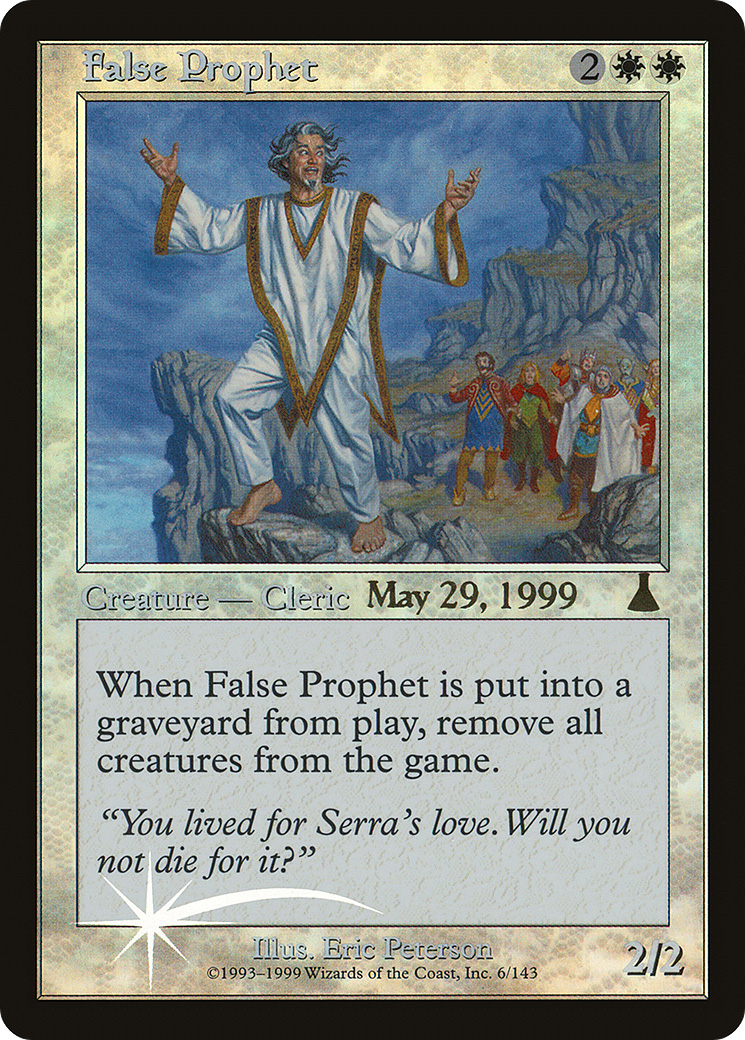 False Prophet 2
Creature — Cleric May 29, 1999
When False Prophet is put into a
graveyard from play, remove all
creatures from the game.
“You lived for Serra’s love. Will you
not die for it?”
Illus. Eric Peterson
©1993–1999 Wizards of the Coast, Inc. 6/143
2/2